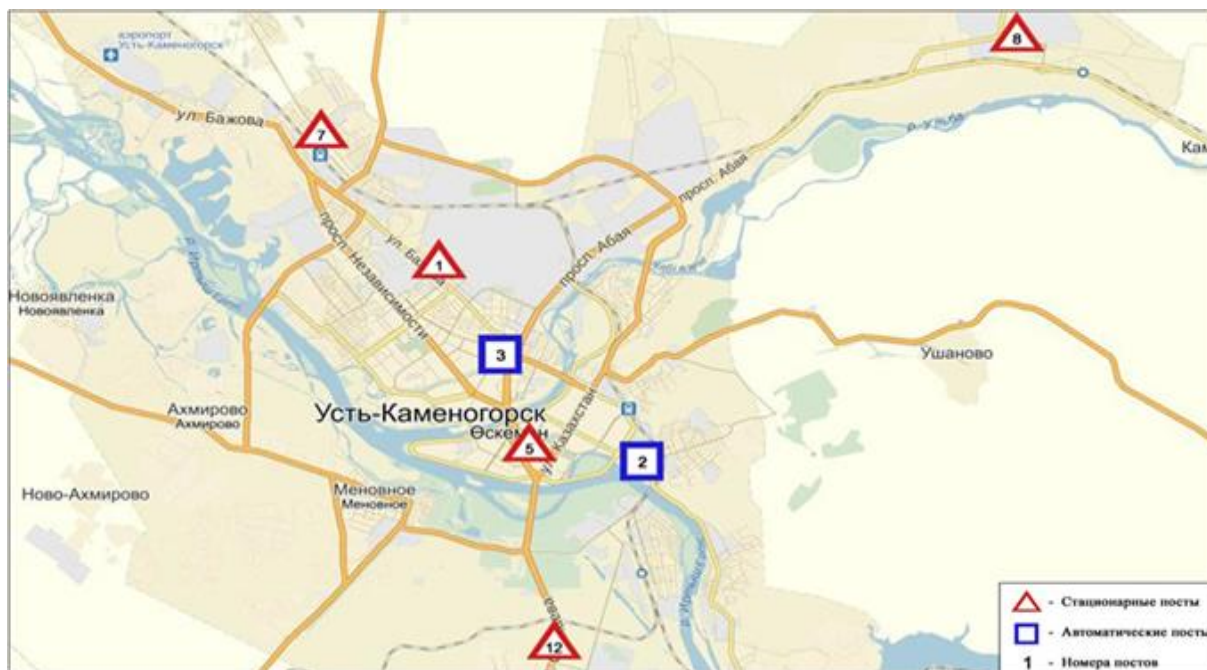 аэропорт
Усть-Каменогорск
8
ул. Бажова
7
р. Ульба
Кам
просп. Абая
просп. Независимости
1
просп. Абая
Новоявленка
Новоявленка
3
Ушаново
Ахмирово
Ахмирово
Усть-Каменогорск
Өскемен
ул. Казахстан
5
2
Ново-Ахмирово
Меновное
Меновное
12
- Стационарные посты
- Автоматические посты
1 - Номера постов